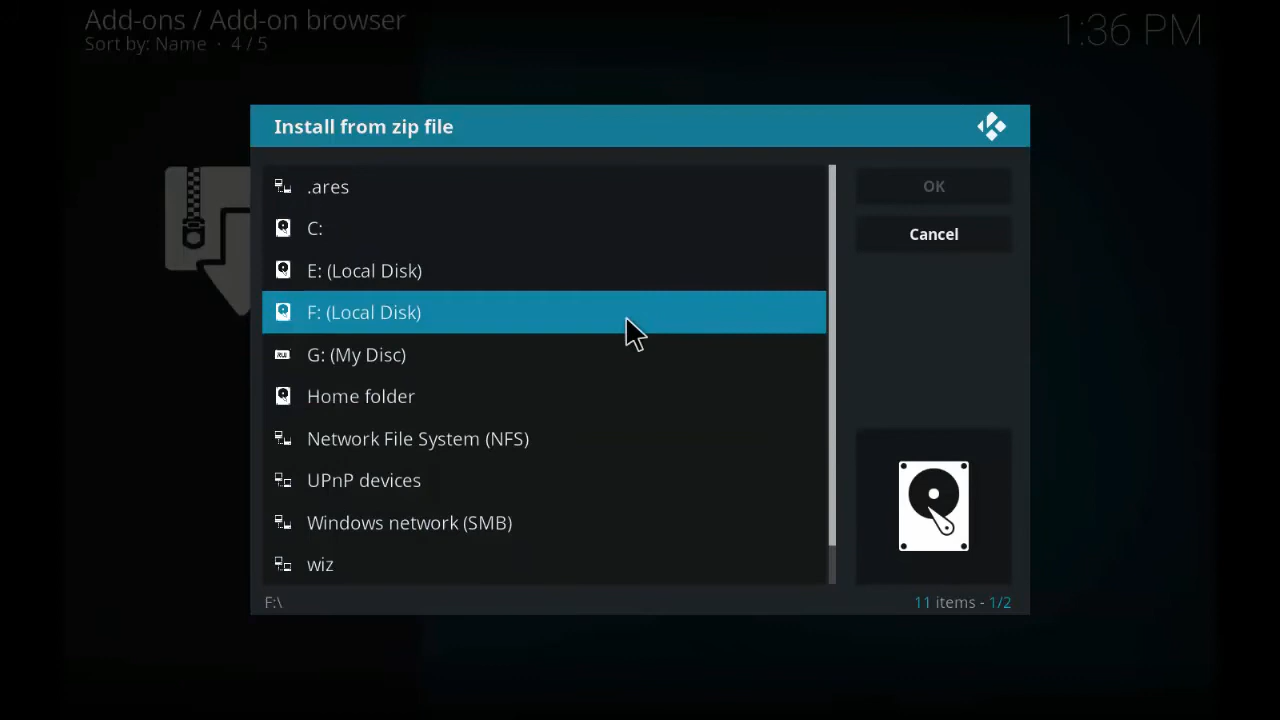 Add-ons / Add-on browser
Sort by: Name · 4 / 5
1:36 PM
Install from zip file
.ares
C:
E: (Local Disk)
F: (Local Disk)
G: (My Disc)
Home folder
Network File System (NFS)
UPnP devices
Windows network (SMB)
wiz
OK
Cancel
F:\
11 items - 1/2